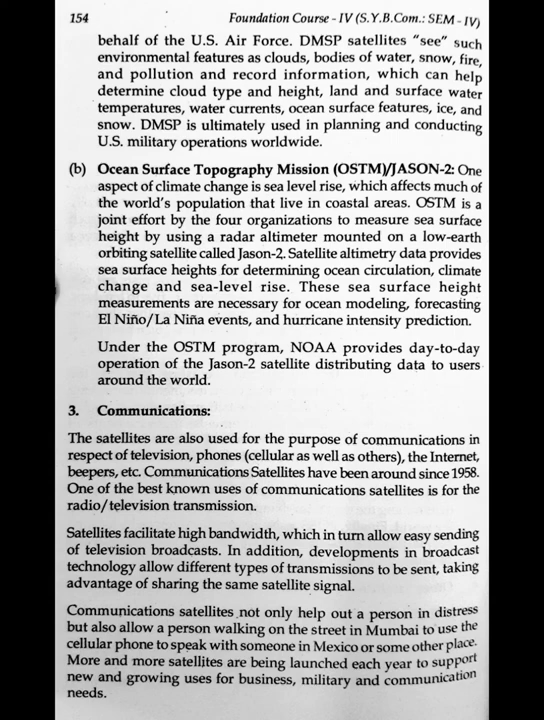 154
Foundation Course - IV (S.Y.B.Com.: SEM - IV)
behalf of the U.S. Air Force. DMSP satellites "see" such
environmental features as clouds, bodies of water, snow, fire,
and pollution and record information, which can help
determine cloud type and height, land and surface water
temperatures, water currents, ocean surface features, ice, and
snow. DMSP is ultimately used in planning and conducting
U.S. military operations worldwide.
(b) Ocean Surface Topography Mission (OSTM)/JASON-2: One
aspect of climate change is sea level rise, which affects much of
the world's population that live in coastal areas. OSTM is a
joint effort by the four organizations to measure sea surface
height by using a radar altimeter mounted on a low-earth
orbiting satellite called Jason-2. Satellite altimetry data provides
sea surface heights for determining ocean circulation, climate
change and sea-level rise. These sea surface height
measurements are necessary for ocean modeling, forecasting
El Niño/La Niña events, and hurricane intensity prediction.
Under the OSTM program, NOAA provides day-to-day
operation of the Jason-2 satellite distributing data to users
around the world.
3. Communications:
The satellites are also used for the purpose of communications in
respect of television, phones (cellular as well as others), the Internet,
beepers, etc. Communications Satellites have been around since 1958.
One of the best known uses of communications satellites is for the
radio/television transmission.
Satellites facilitate high bandwidth, which in turn allow easy sending
of television broadcasts. In addition, developments in broadcast
technology allow different types of transmissions to be sent, taking
advantage of sharing the same satellite signal.
Communications satellites not only help out a person in distress
but also allow a person walking on the street in Mumbai to use the
cellular phone to speak with someone in Mexico or some other place.
More and more satellites are being launched each year to support
new and growing uses for business, military and communication
needs.